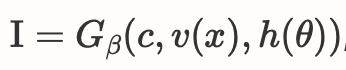 I = G_β(c, v(x), h(θ)),